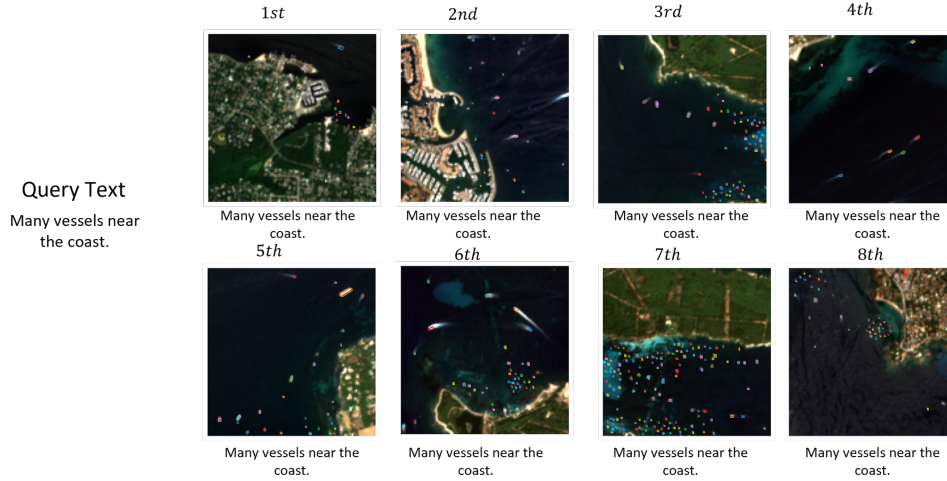 1st
2nd
3rd
4th
Query Text
Many vessels near
the coast.
Many vessels near the
coast.
Many vessels near the
coast.
Many vessels near the
coast.
Many vessels near the
coast.
5th
6th
7th
8th
Many vessels near the
coast.
Many vessels near the
coast.
Many vessels near the
coast.
Many vessels near the
coast.